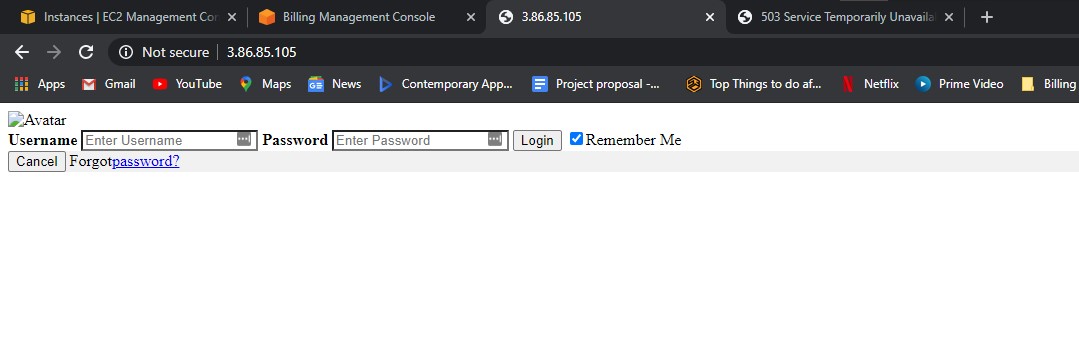 Instances | EC2 Management Cor
Billing Management Console
3.86.85.105
503 Service Temporarily Unavaila
Not secure
3.86.85.105
Apps
Gmail
YouTube
Maps
News
Contemporary App...
Project proposal -...
Top Things to do af...
Netflix
Prime Video
Billing
Avatar
Username Enter Username Password Enter Password Login Remember Me
Cancel Forgotpassword?